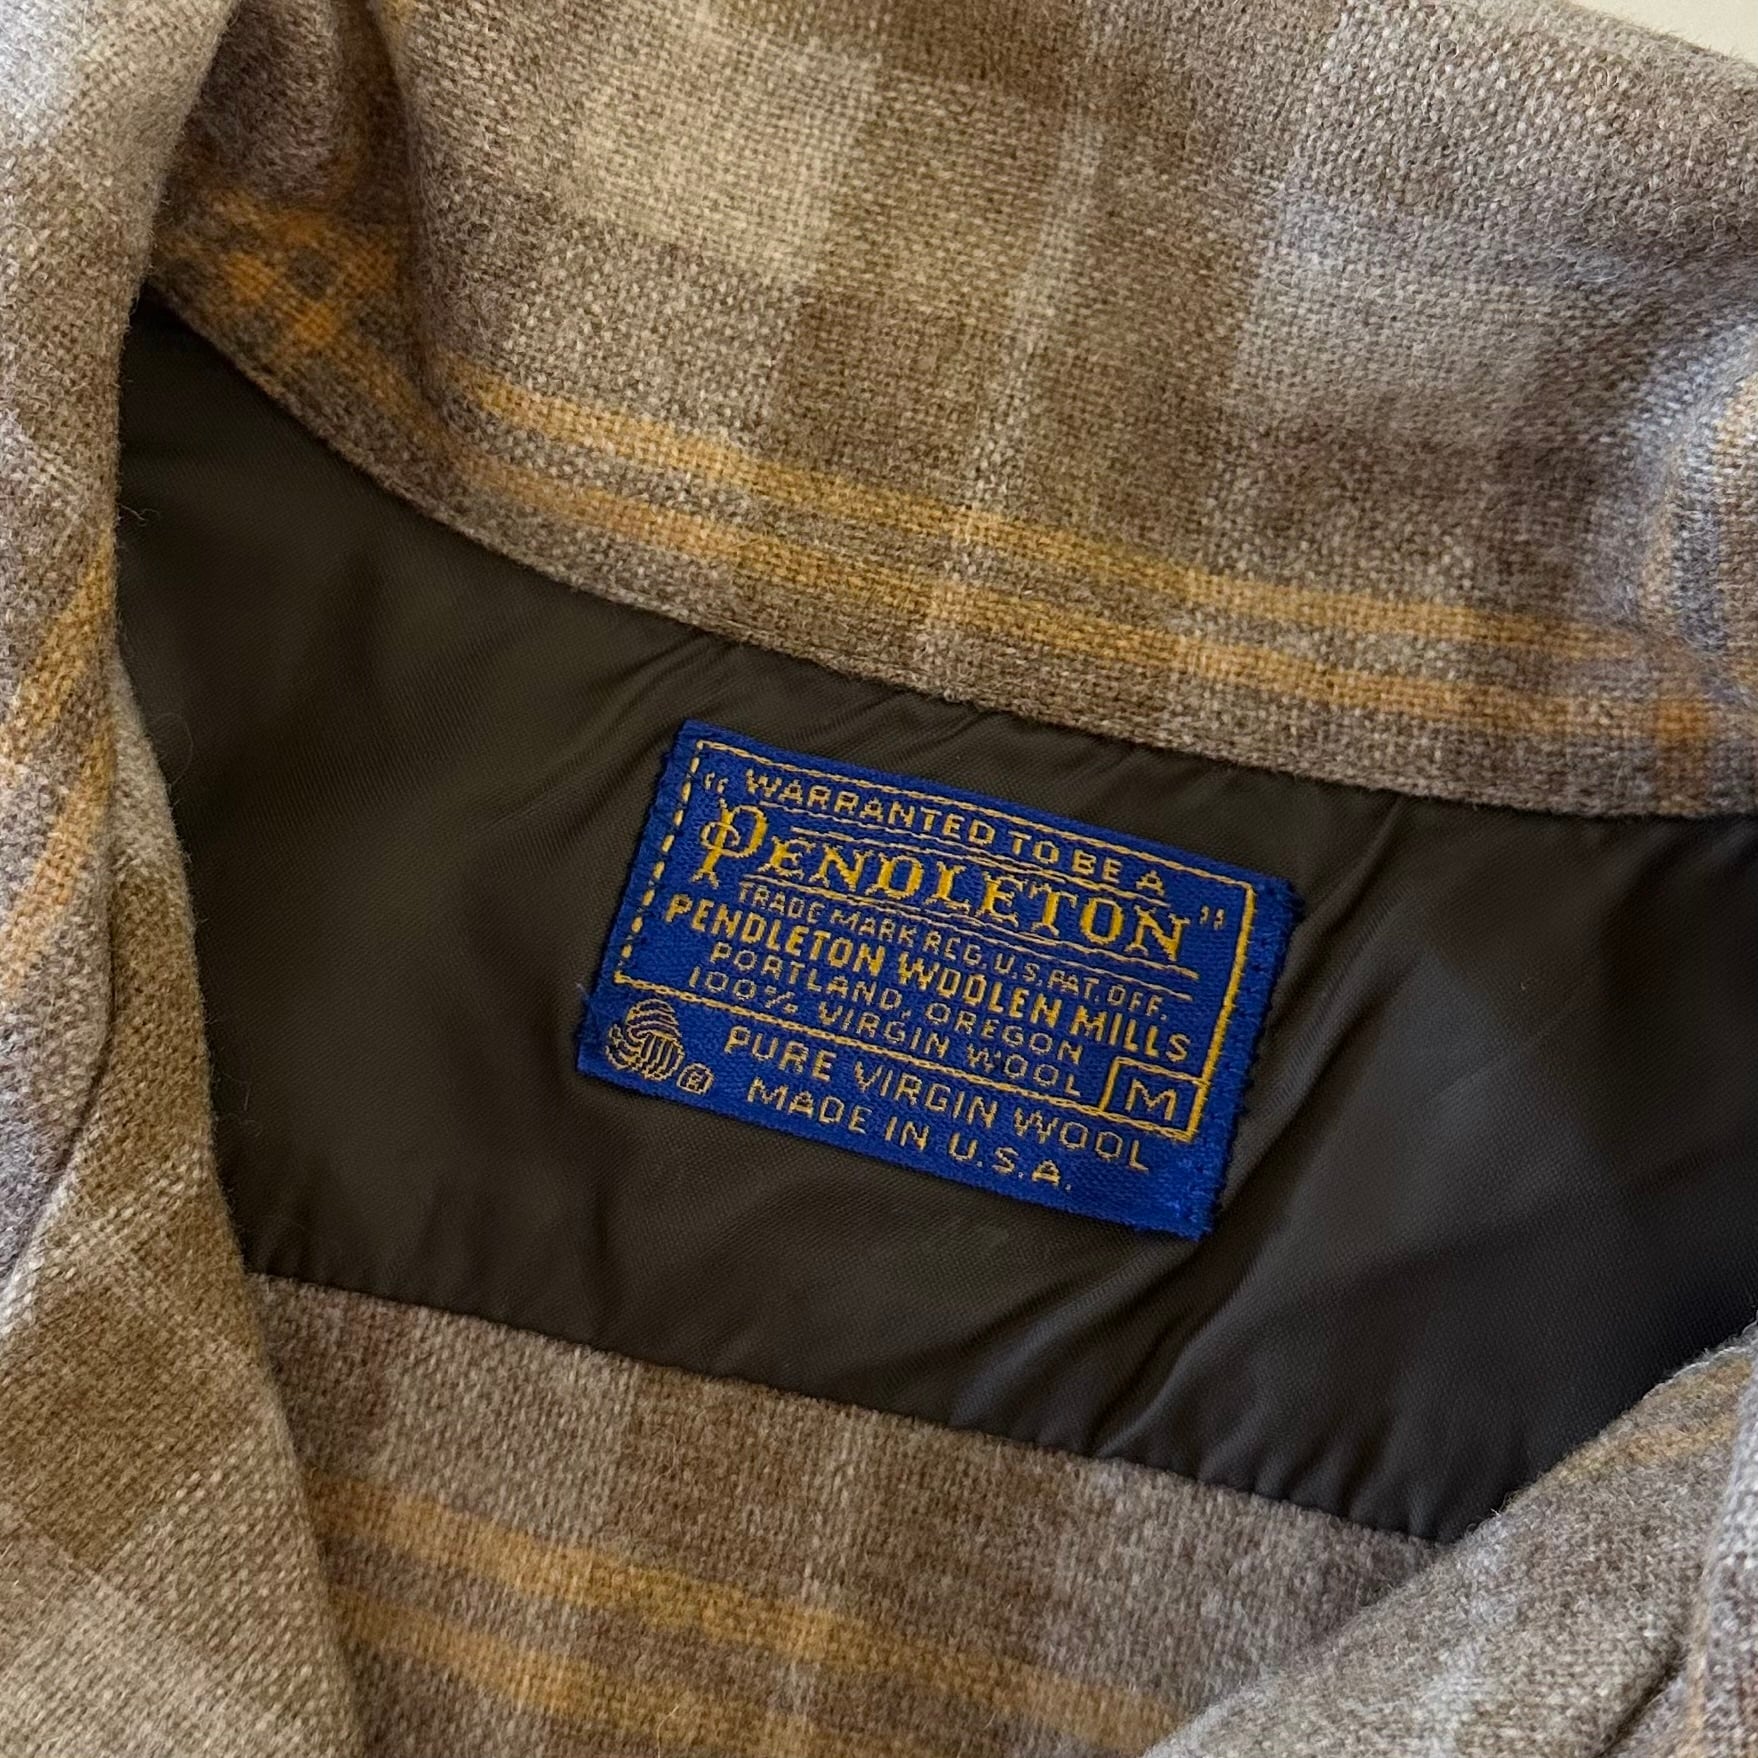 "WARRANTED TO BE A
PENDLETON"
TRADE MARK REG. U.S. PAT. OFF.
PENDLETON WOOLEN MILLS
PORTLAND, OREGON
100% VIRGIN WOOL
M
PURE VIRGIN WOOL
R
MADE IN U.S.A.